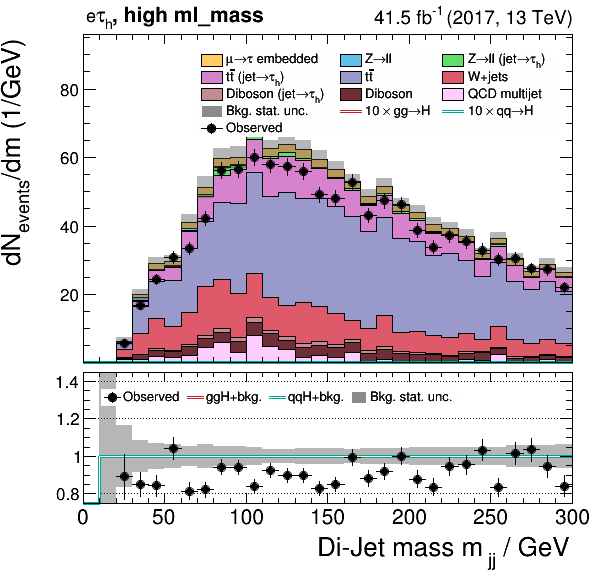 eτh, high ml_mass 41.5 fb⁻¹ (2017, 13 TeV)
μ→τ embedded Z→ll Z→ll (jet→τh)
tt̄ (jet→τh) tt̄ W+jets
Diboson (jet→τh) Diboson QCD multijet
Bkg. stat. unc. 10 × gg→H 10 × qq→H
Observed
dNevents/dm (1/GeV)
80
60
40
20
Observed ggH+bkg. qqH+bkg. Bkg. stat. unc.
1.4
1.2
1
0.8
0 50 100 150 200 250 300
Di-Jet mass mjj / GeV